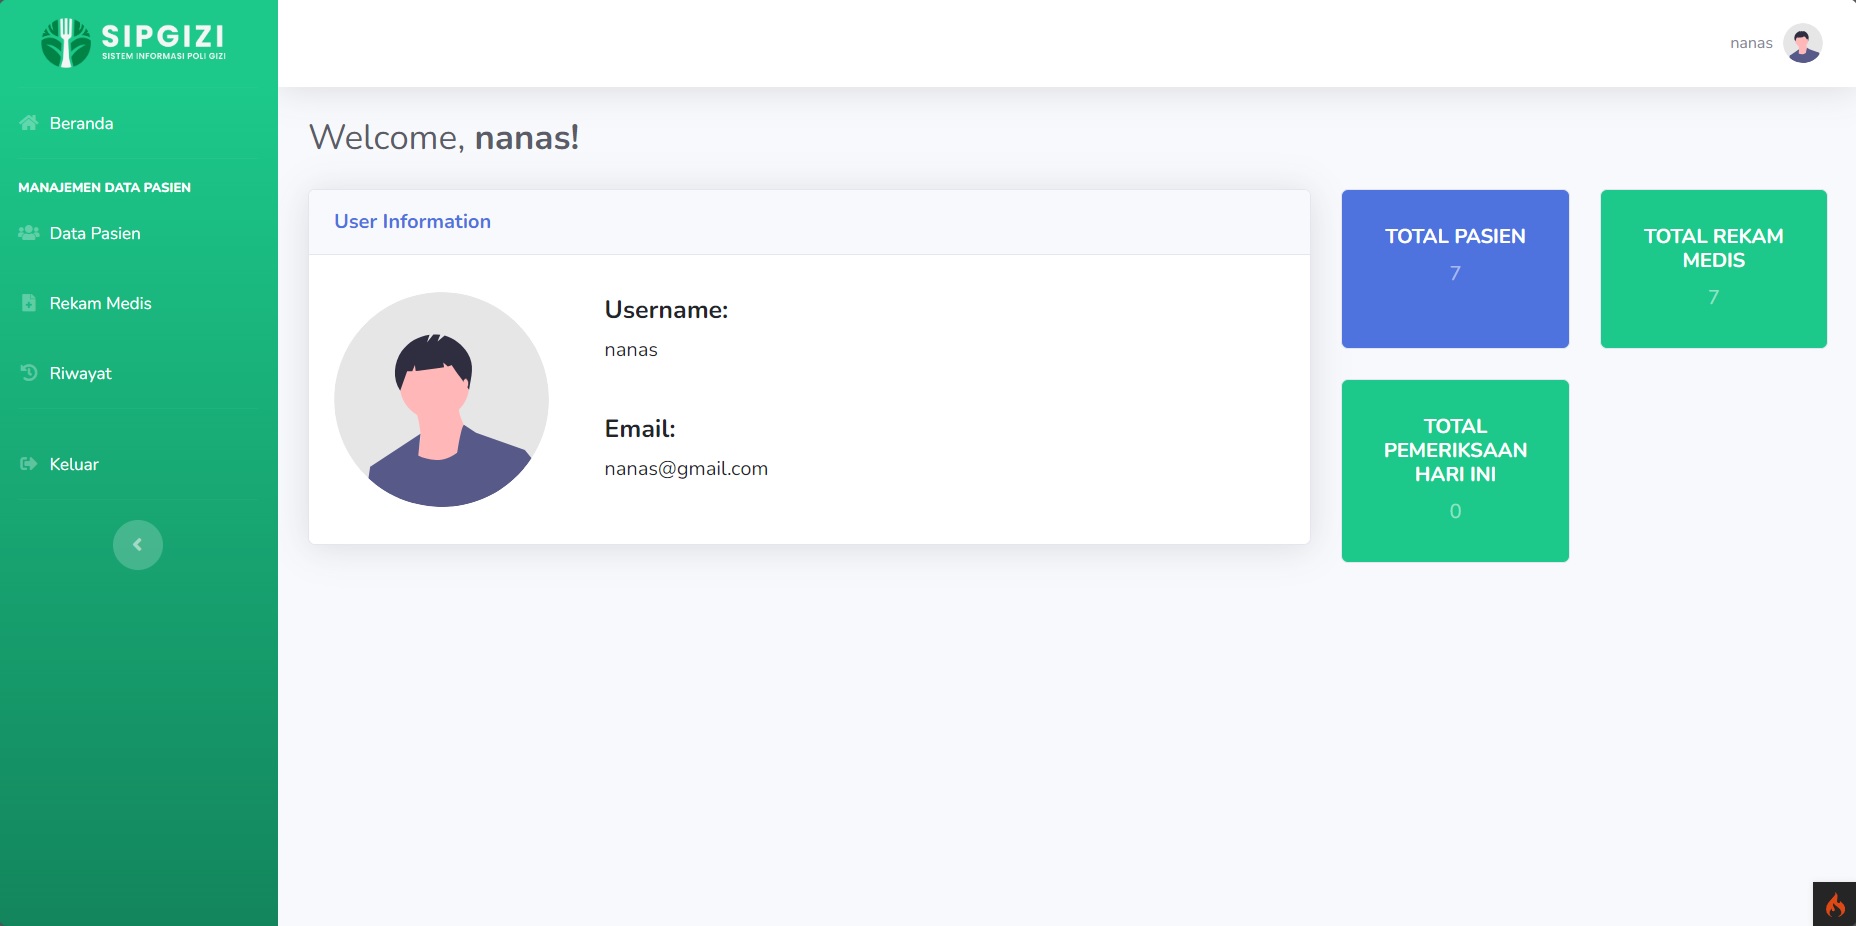 SIPGIZI
SISTEM INFORMASI POLI GIZI
nanas
Beranda
MANAJEMEN DATA PASIEN
Data Pasien
Rekam Medis
Riwayat
Keluar
Welcome, nanas!
User Information
Username:
nanas
Email:
nanas@gmail.com
TOTAL PASIEN
7
TOTAL REKAM
MEDIS
7
TOTAL
PEMERIKSAAN
HARI INI
0